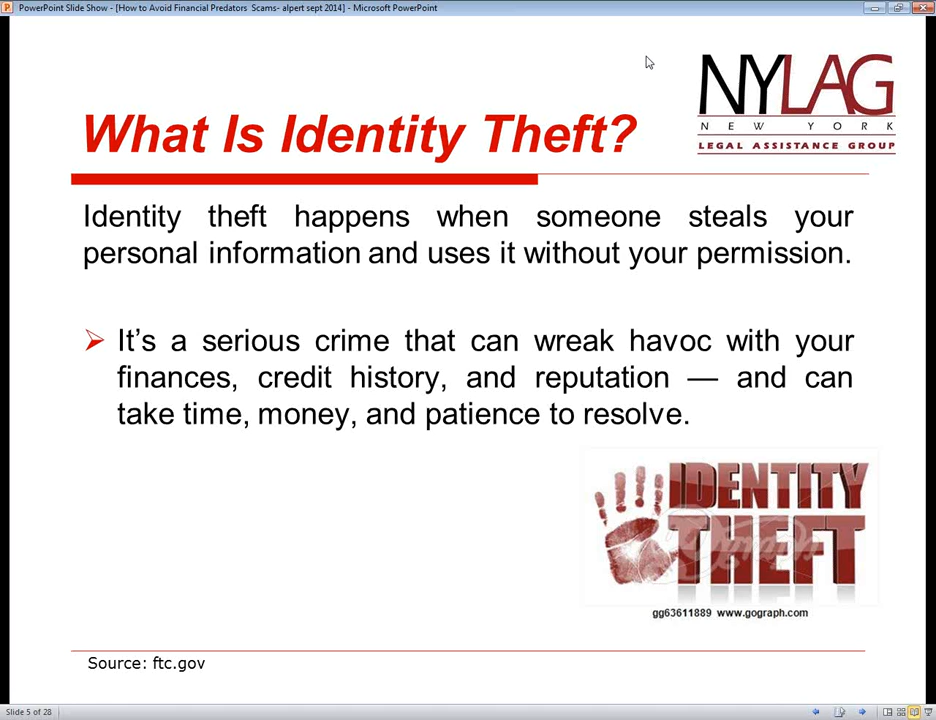 PowerPoint Slide Show - [How to Avoid Financial Predators  Scams- alpert sept 2014] - Microsoft PowerPoint
NYLAG
NEW YORK
LEGAL ASSISTANCE GROUP
What Is Identity Theft?
Identity theft happens when someone steals your
personal information and uses it without your permission.
It’s a serious crime that can wreak havoc with your
finances, credit history, and reputation — and can
take time, money, and patience to resolve.
IDENTITY
THEFT
gg63611889 www.gograph.com
Source: ftc.gov
Slide 5 of 28